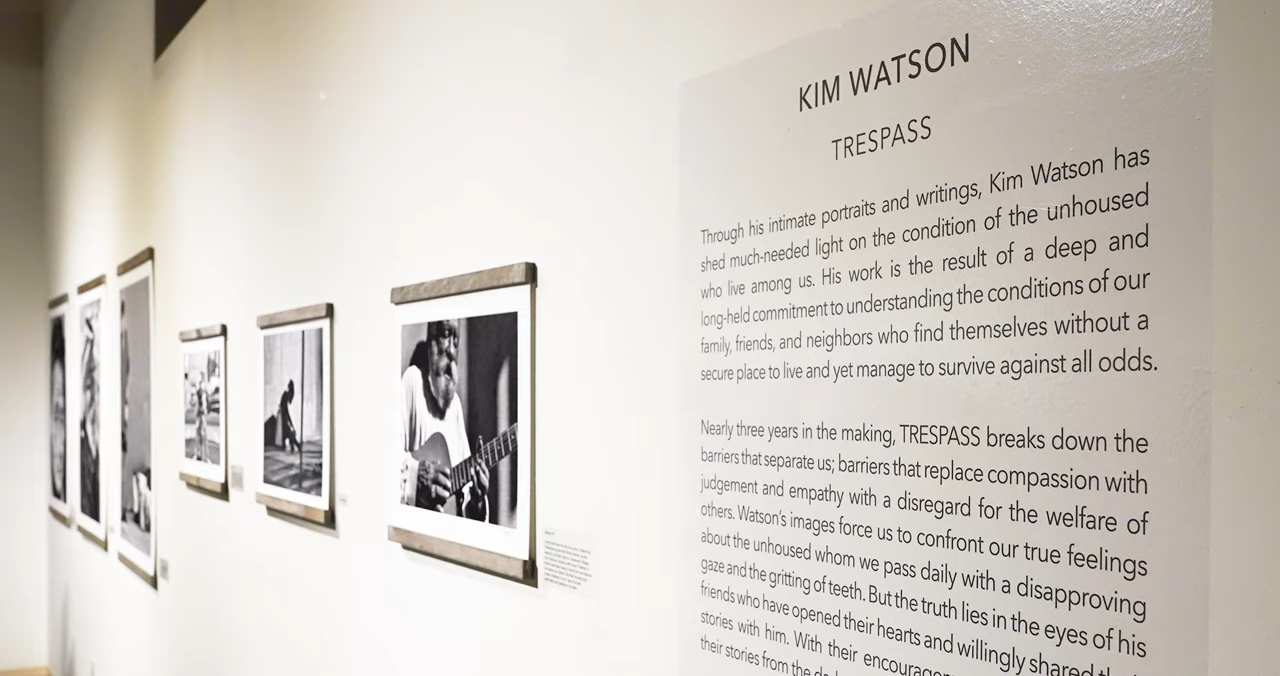 KIM WATSON
TRESPASS
Through his intimate portraits and writings, Kim Watson has
shed much-needed light on the condition of the unhoused
who live among us. His work is the result of a deep and
long-held commitment to understanding the conditions of our
family, friends, and neighbors who find themselves without a
secure place to live and yet manage to survive against all odds.
Nearly three years in the making, TRESPASS breaks down the
barriers that separate us; barriers that replace compassion with
judgement and empathy with a disregard for the welfare of
others. Watson's images force us to confront our true feelings
about the unhoused whom we pass daily with a disapproving
gaze and the gritting of teeth. But the truth lies in the eyes of his
friends who have opened their hearts and willingly shared
stories with him. With their
their stories from the